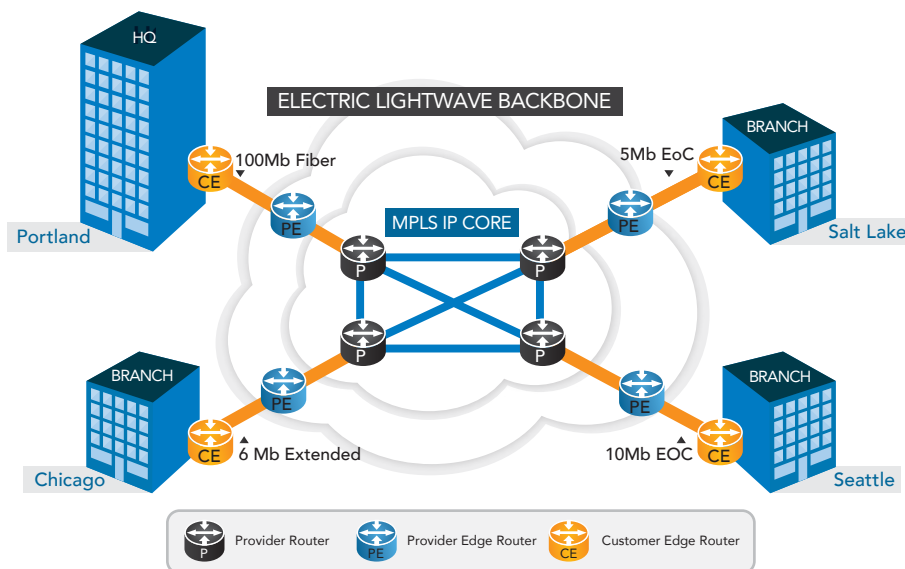 HQ
ELECTRIC LIGHTWAVE BACKBONE
BRANCH
100Mb Fiber
5Mb EoC
CE
CE
PE
PE
MPLS IP CORE
Portland
Salt Lake
P
P
P
P
BRANCH
BRANCH
PE
PE
CE
6 Mb Extended
10Mb EOC
CE
Chicago
Seattle
P
Provider Router
PE
Provider Edge Router
CE
Customer Edge Router